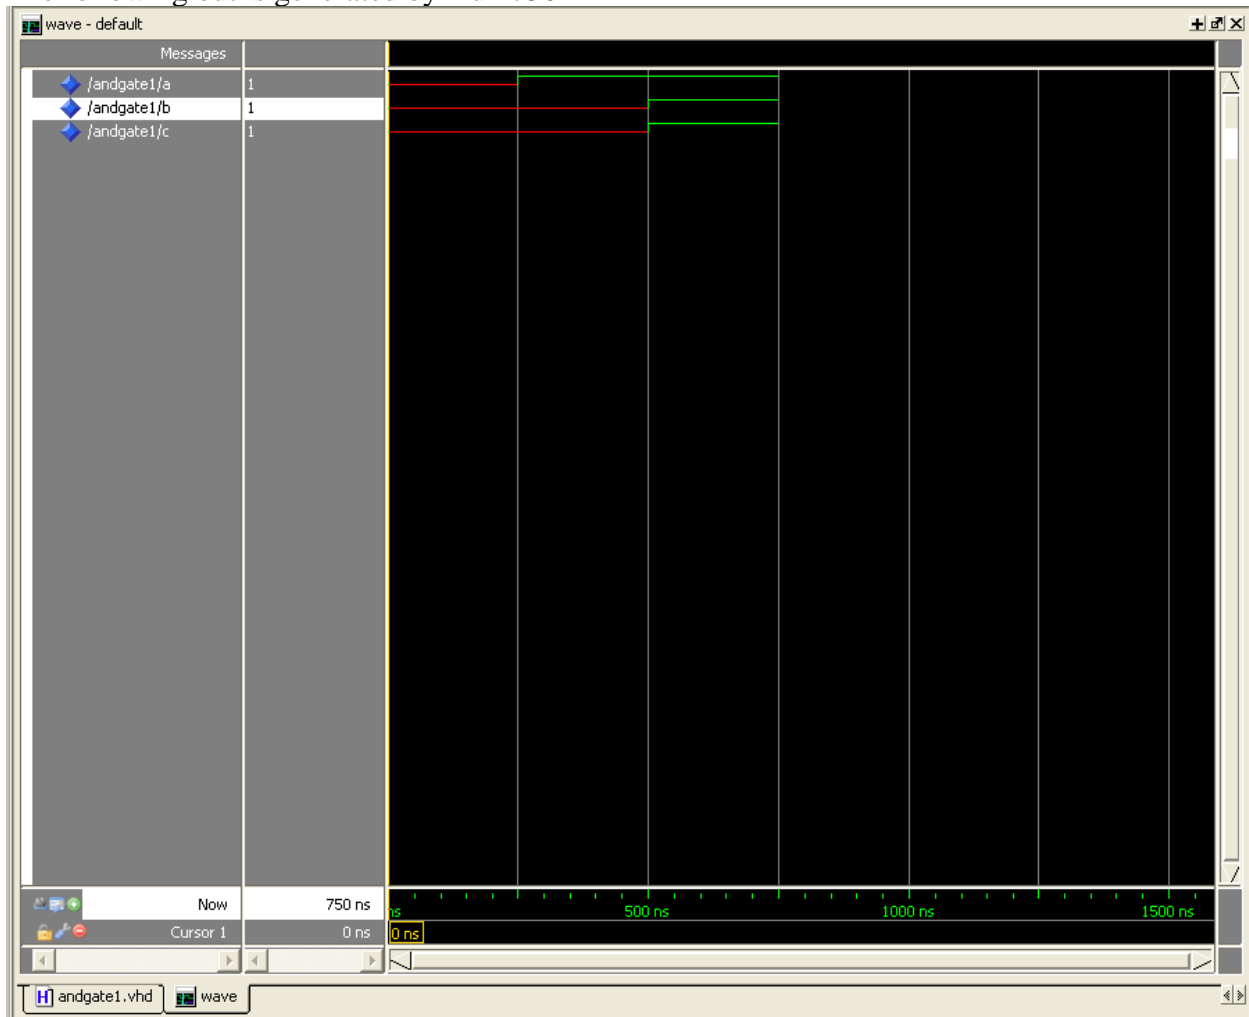 wave - default
Messages
/andgate1/a 1
/andgate1/b 1
/andgate1/c 1
Now 750 ns ns 500 ns 1000 ns 1500 ns
Cursor 1 0 ns 0 ns
andgate1.vhd wave